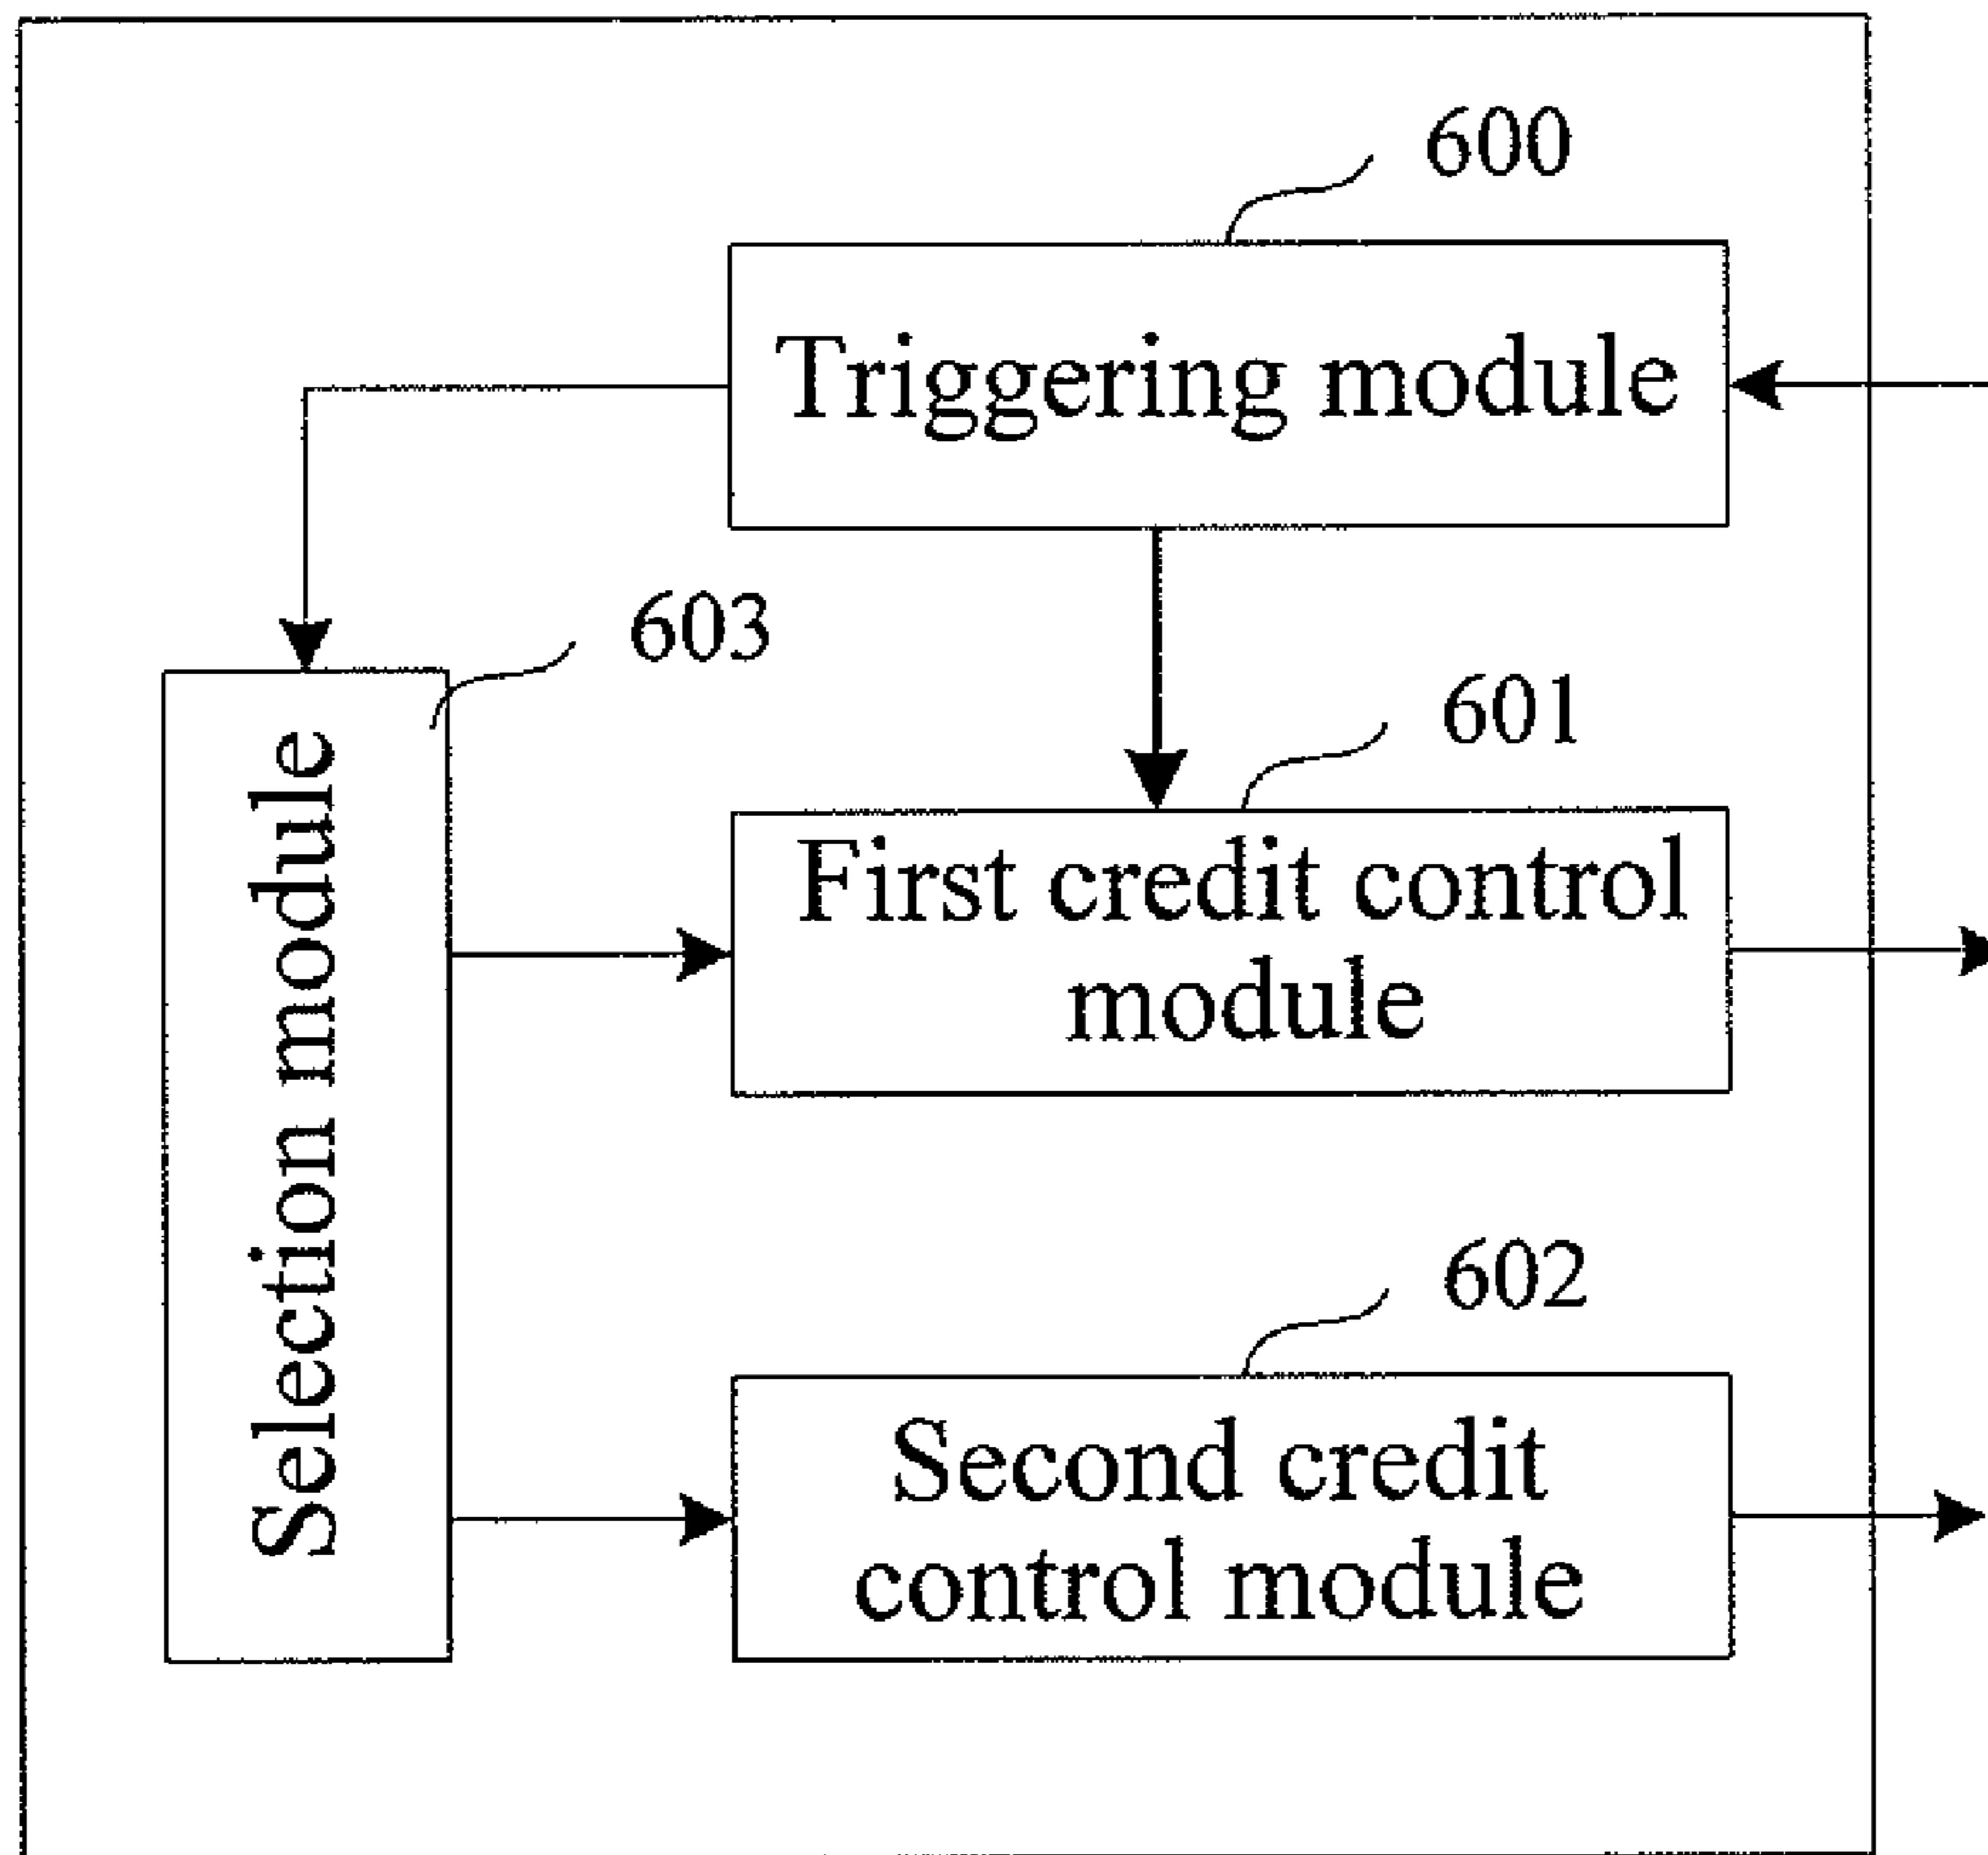 600
Triggering module
603
601
Selection module
First credit control
module
602
Second credit
control module